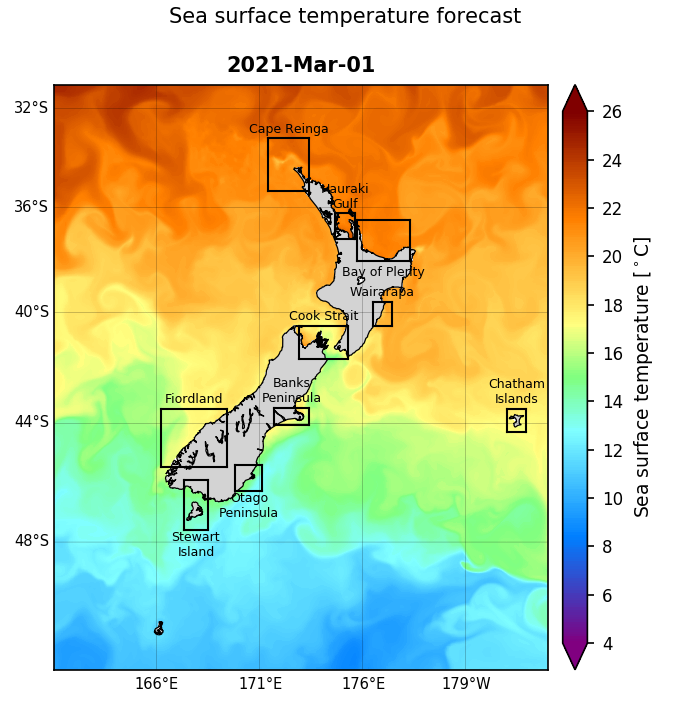 Sea surface temperature forecast
2021-Mar-01
32°S
36°S
40°S
44°S
48°S
Cape Reinga
Hauraki
Gulf
Bay of Plenty
Wairarapa
Cook Strait
Banks
Peninsula
Fiordland
Chatham
Islands
Otago
Peninsula
Stewart
Island
166°E
171°E
176°E
179°W
26
24
22
20
18
16
14
12
10
8
6
4
Sea surface temperature [°C]